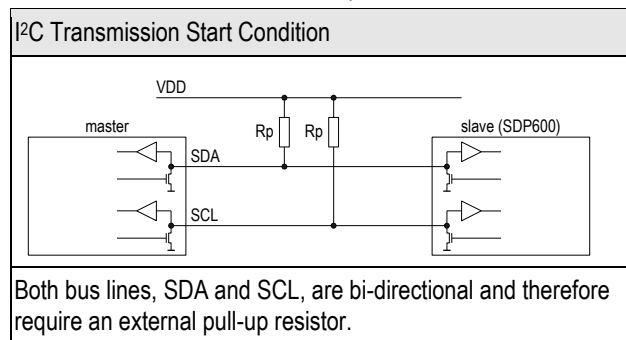 I²C Transmission Start Condition
VDD
master
Rp
Rp
slave (SDP600)
SDA
SCL
Both bus lines, SDA and SCL, are bi-directional and therefore
require an external pull-up resistor.